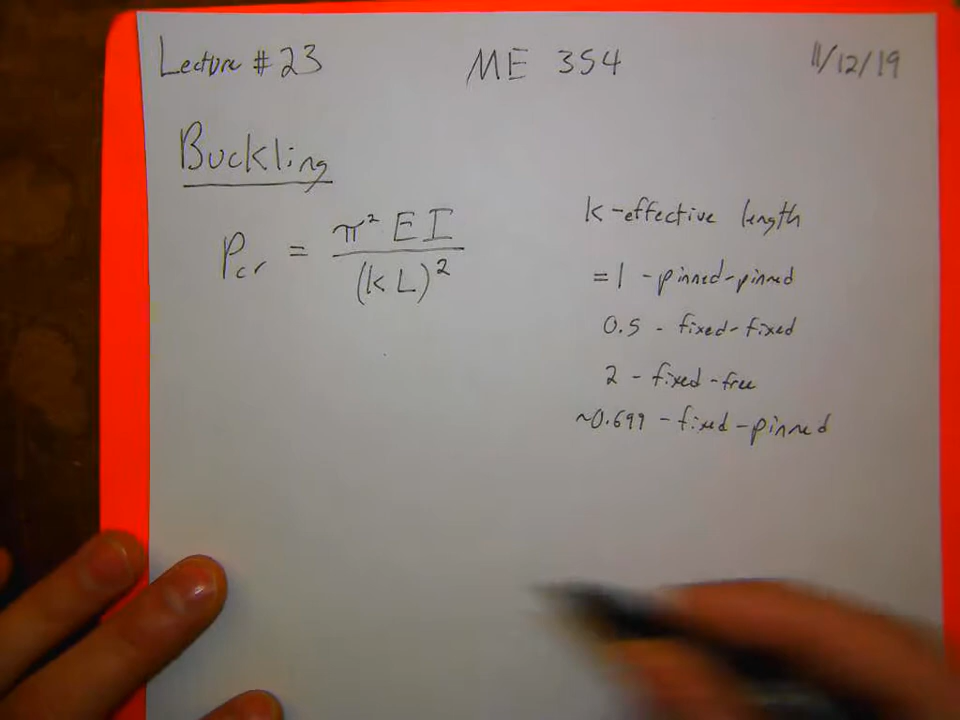 Lecture # 23 ME 354 11/12/19
Buckling
Pcr = π² E I / (k L)²
k-effective length
= 1 - pinned-pinned
0.5 - fixed-fixed
2 - fixed-free
~0.699 - fixed-pinned